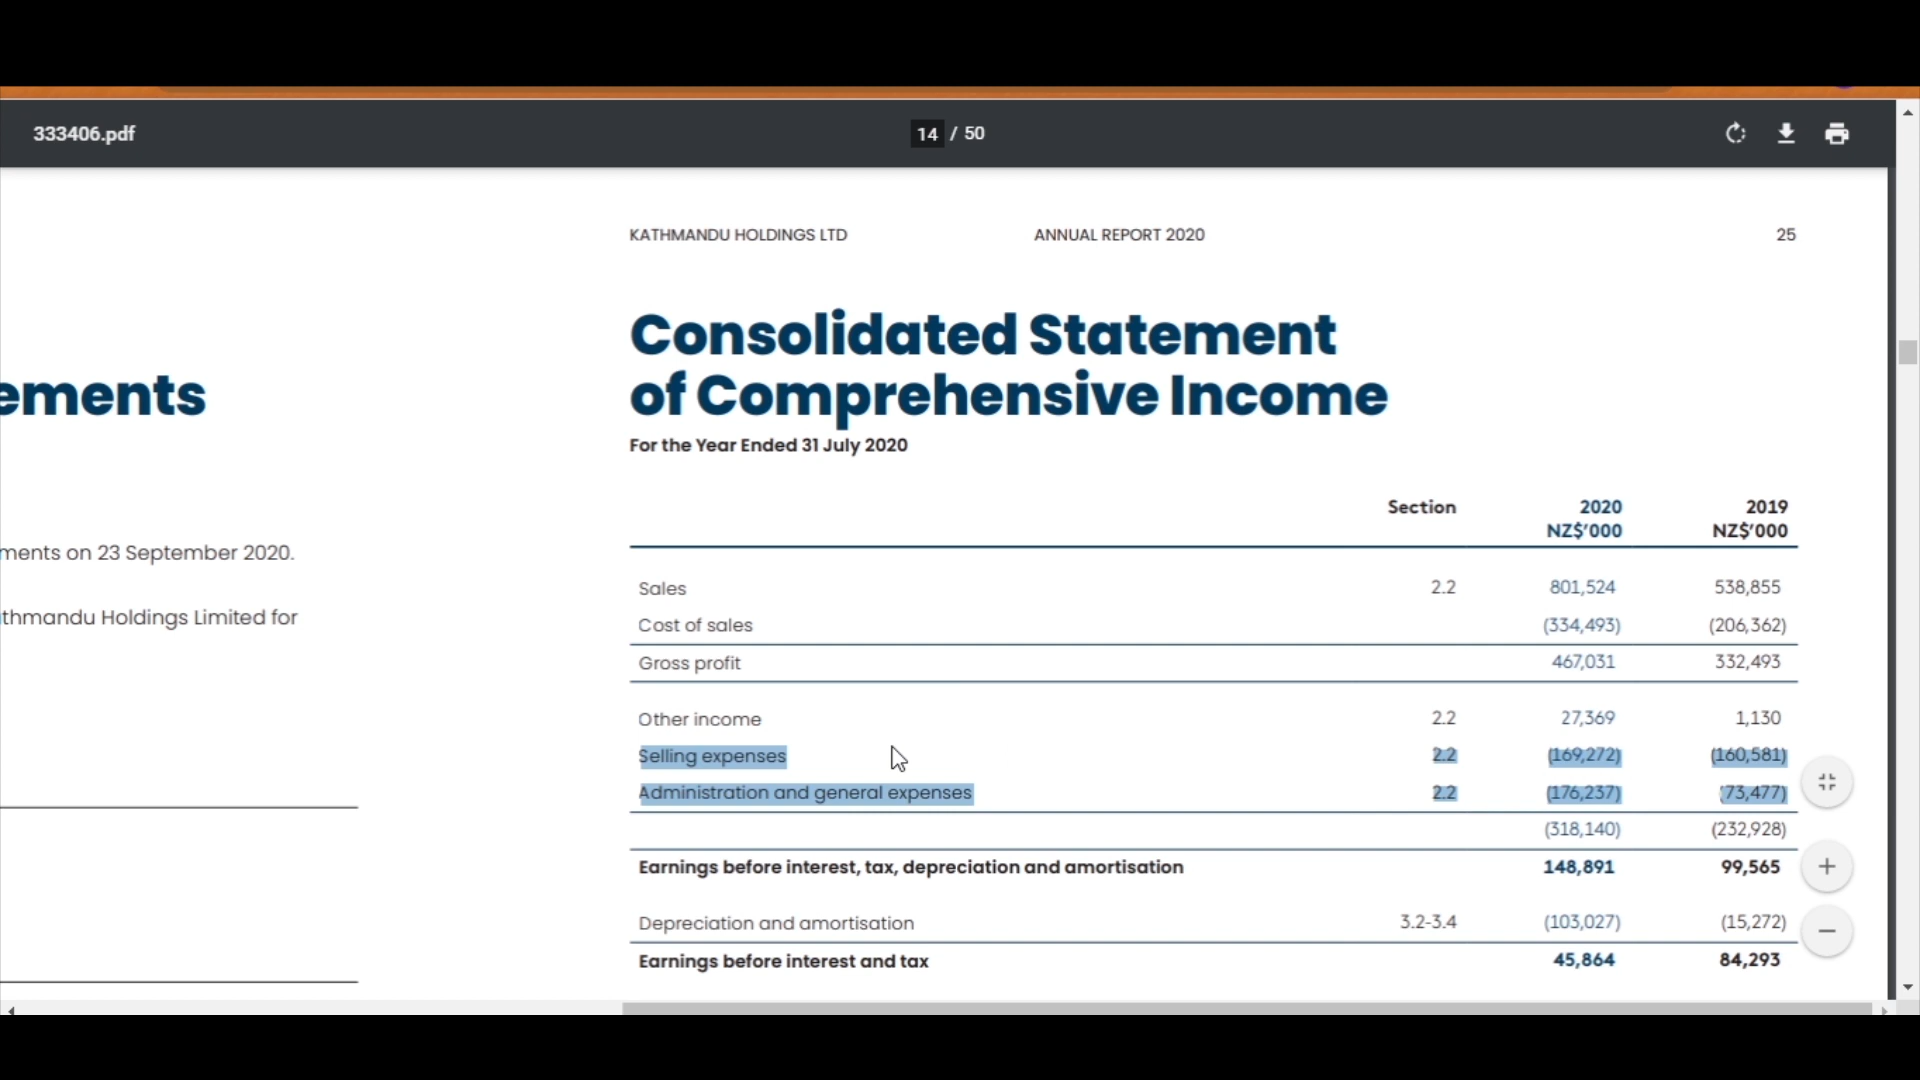 333406.pdf
14 / 50
KATHMANDU HOLDINGS LTD ANNUAL REPORT 2020 25
Consolidated Statement
of Comprehensive Income
ements
For the Year Ended 31 July 2020
Section 2020 2019
NZ$'000 NZ$'000
ments on 23 September 2020.
Sales 2.2 801,524 538,855
thmandu Holdings Limited for
Cost of sales (334,493) (206,362)
Gross profit 467,031 332,493
Other income 2.2 27,369 1,130
Selling expenses 2.2 (169,272) (160,581)
Administration and general expenses 2.2 (176,237) (73,477)
(318,140) (232,928)
Earnings before interest, tax, depreciation and amortisation 148,891 99,565
Depreciation and amortisation 3.2-3.4 (103,027) (15,272)
Earnings before interest and tax 45,864 84,293